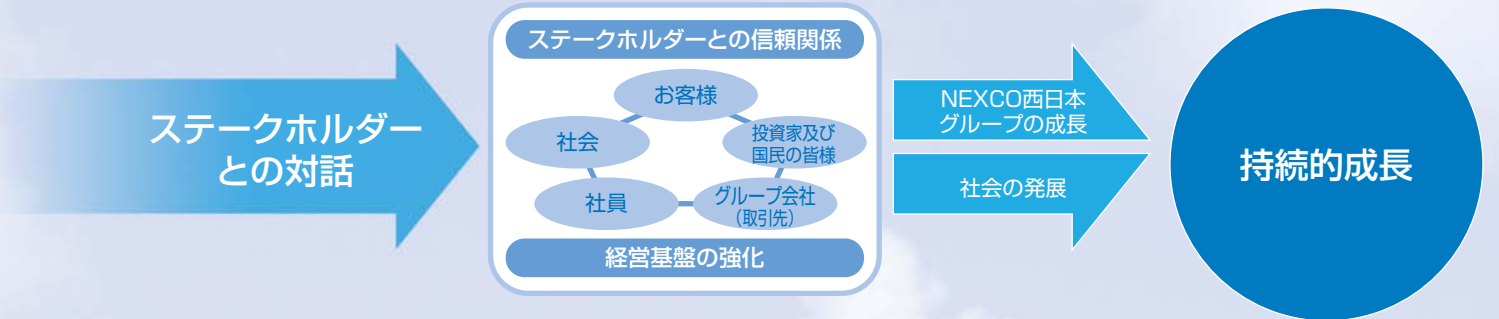 ステークホルダー
との対話
ステークホルダーとの信頼関係
お客様
社会
投資家及び
国民の皆様
社員
グループ会社
（取引先）
経営基盤の強化
NEXCO西日本
グループの成長
社会の発展
持続的成長